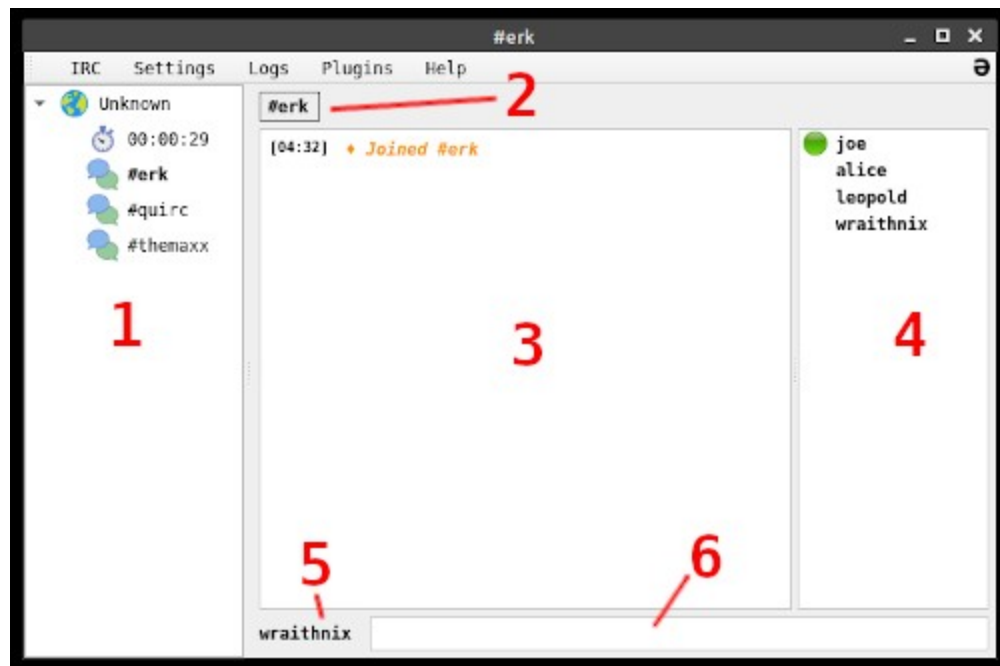 #erk
IRC Settings Logs Plugins Help ə
Unknown
00:00:29
#erk
#quirc
#themaxx
1
#erk
2
[04:32] ♦ Joined #erk
3
joe
alice
leopold
wraithnix
4
5
6
wraithnix